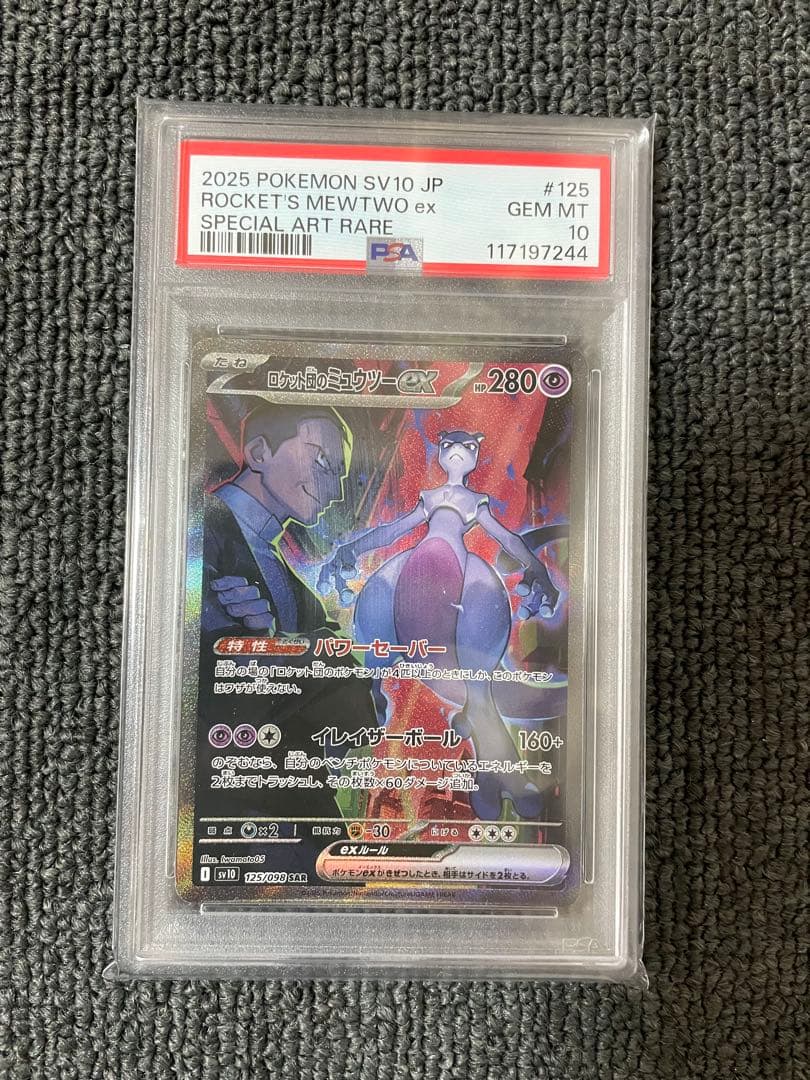 2025 POKEMON SV10 JP #125
ROCKET'S MEWTWO ex GEM MT
SPECIAL ART RARE 10
PSA 117197244
たね
ロケット団のミュウツーex HP280
特性 パワーセーバー
自分の場の「ロケット団のポケモン」が4匹以上のときにしか、このポケモン
はワザが使えない。
イレイザーボール 160+
のぞむなら、自分のベンチポケモンについているエネルギーを
2枚までトラッシュし、その枚数×60ダメージ追加。
弱点 ×2 抵抗力 -30 にげる
Illus. Iwamoto05
exルール
ポケモンexがきぜつしたとき、相手はサイドを2枚とる。
sv10 125/098 SAR